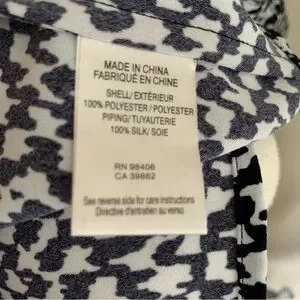 MADE IN CHINA
FABRIQUÉ EN CHINE
SHELL/EXTÉRIEUR
100% POLYESTER / POLYESTER
PIPING/TUYAUTERIE
100% SILK/ SOIE
RN 98406
CA 39862
See reverse side for care instructions
Directive d'entretien au verso